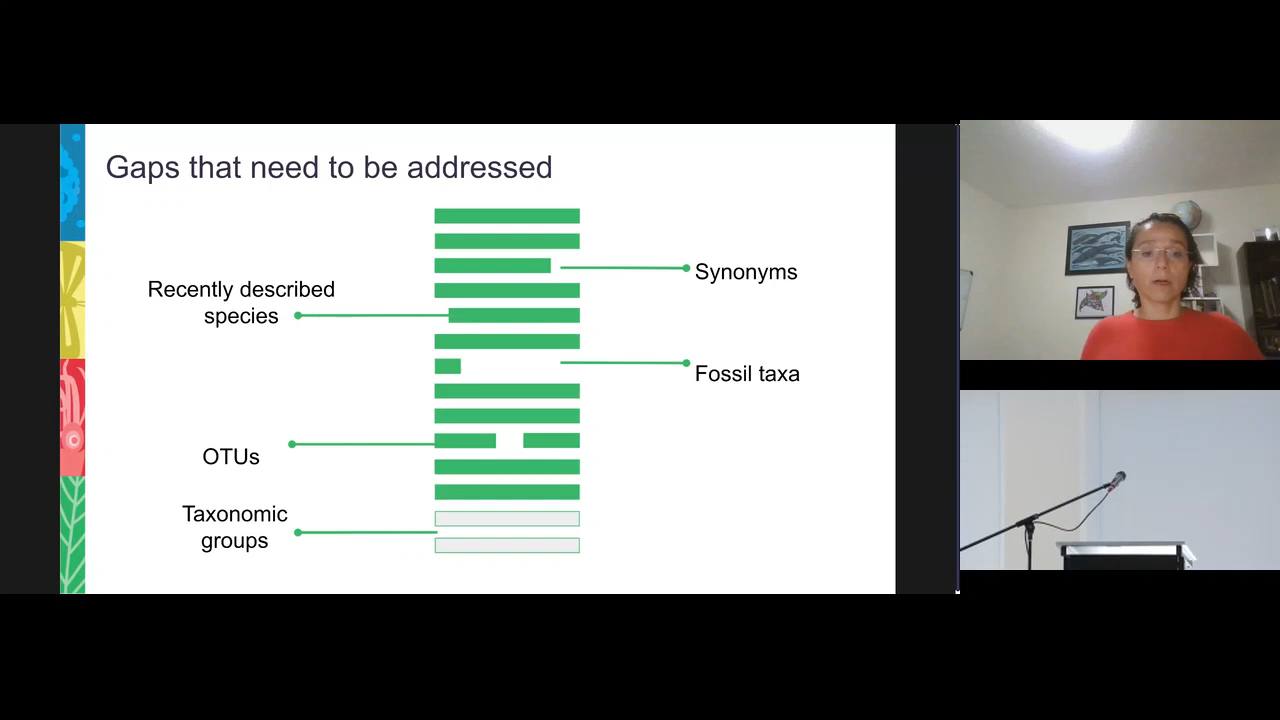 Gaps that need to be addressed
Synonyms
Recently described
species
Fossil taxa
OTUs
Taxonomic
groups